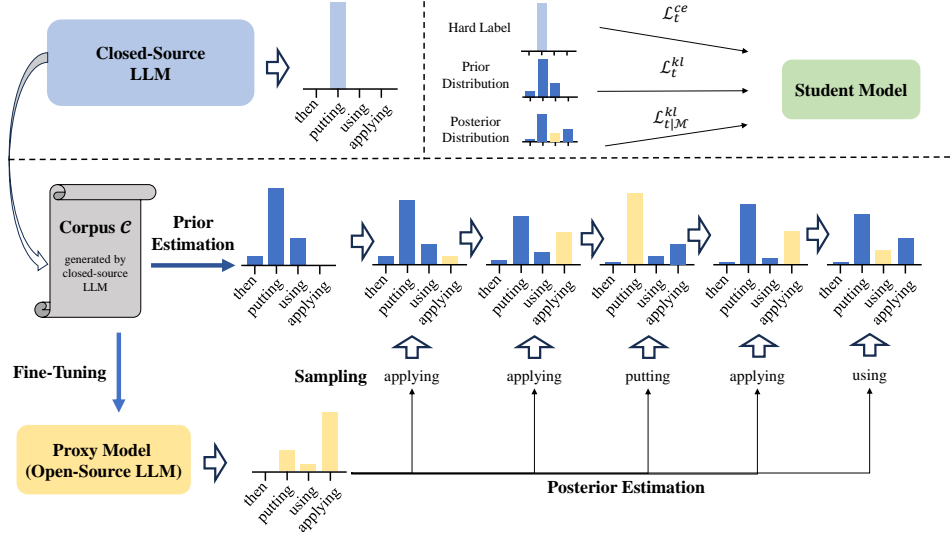 Closed-Source
LLM
then
putting
using
applying
Hard Label
Prior
Distribution
Posterior
Distribution
ℒ_t^{ce}
ℒ_t^{kl}
ℒ_{t|ℳ}^{kl}
Student Model
Corpus 𝒞
generated by
closed-source
LLM
Prior
Estimation
then
putting
using
applying
then
putting
using
applying
then
putting
using
applying
then
putting
using
applying
then
putting
using
applying
then
putting
using
applying
Fine-Tuning
Sampling
applying
applying
putting
applying
using
Proxy Model
(Open-Source LLM)
then
putting
using
applying
Posterior Estimation